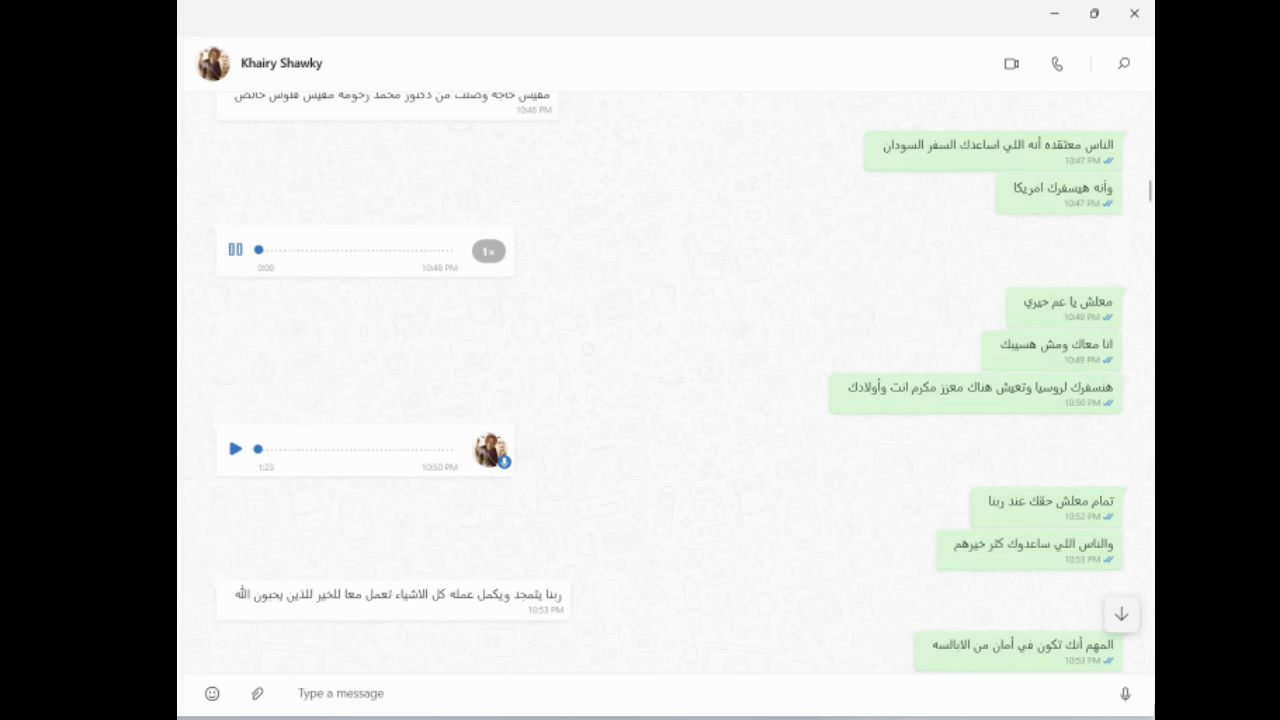 Khairy Shawky
مفيش حاجه وصلت من دكتور محمد رحومه مفيش فلوس خالص
10:46 PM
الناس معتقده أنه اللي اساعدك السفر السودان
10:47 PM
وأنه هيسفرك امريكا
10:47 PM
1×
0:00 10:48 PM
معلش يا عم خيري
10:49 PM
انا معاك ومش هسيبك
10:49 PM
هنسفرك لروسيا وتعيش هناك معزز مكرم انت وأولادك
10:50 PM
1:23 10:50 PM
تمام معلش حقك عند ربنا
10:52 PM
والناس اللي ساعدوك كثر خيرهم
10:53 PM
ربنا يتمجد ويكمل عمله كل الاشياء تعمل معا للخير للذين يحبون الله
10:53 PM
المهم أنك تكون في أمان من الابالسه
10:53 PM
Type a message